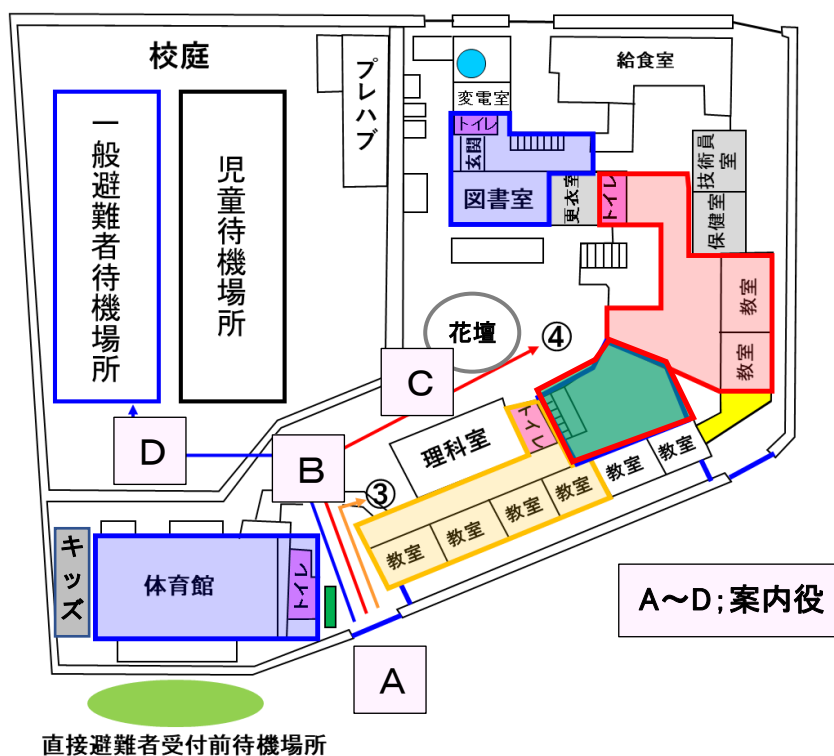 校庭
プレハブ
給食室
変電室
トイレ
玄関
図書室
更衣室
トイレ
技術員室
保健室
一般避難者待機場所
児童待機場所
教室
教室
花壇
④
C
D
B
③
理科室
トイレ
教室
教室
教室
教室
教室
教室
キッズ
体育館
トイレ
A
A～D;案内役
直接避難者受付前待機場所